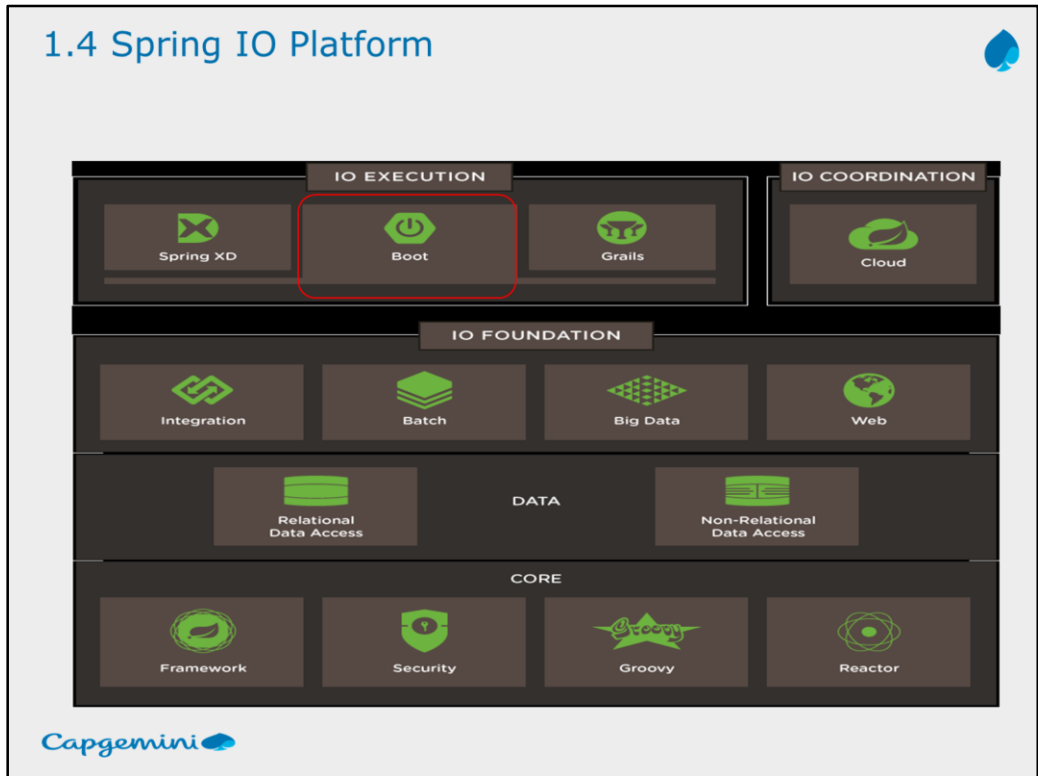 1.4 Spring IO Platform
IO EXECUTION
IO COORDINATION
Spring XD
Boot
Grails
Cloud
IO FOUNDATION
Integration
Batch
Big Data
Web
DATA
Relational
Data Access
Non-Relational
Data Access
CORE
Groovy
Framework
Security
Groovy
Reactor
Capgemini